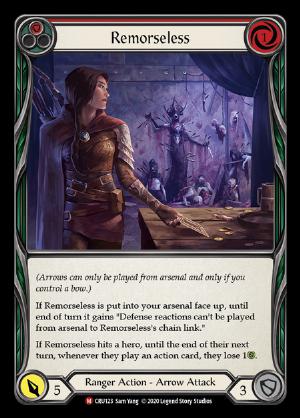 Remorseless
1
(Arrows can only be played from arsenal and only if you
control a bow.)
If Remorseless is put into your arsenal face up, until
end of turn it gains "Defense reactions can't be
played from arsenal to Remorseless's chain link."
If Remorseless hits a hero, until the end of their next
turn, whenever they play an action card, they lose 1
5
Ranger Action - Arrow Attack
3
M CRU123 Sam Yang © 2020 Legend Story Studios